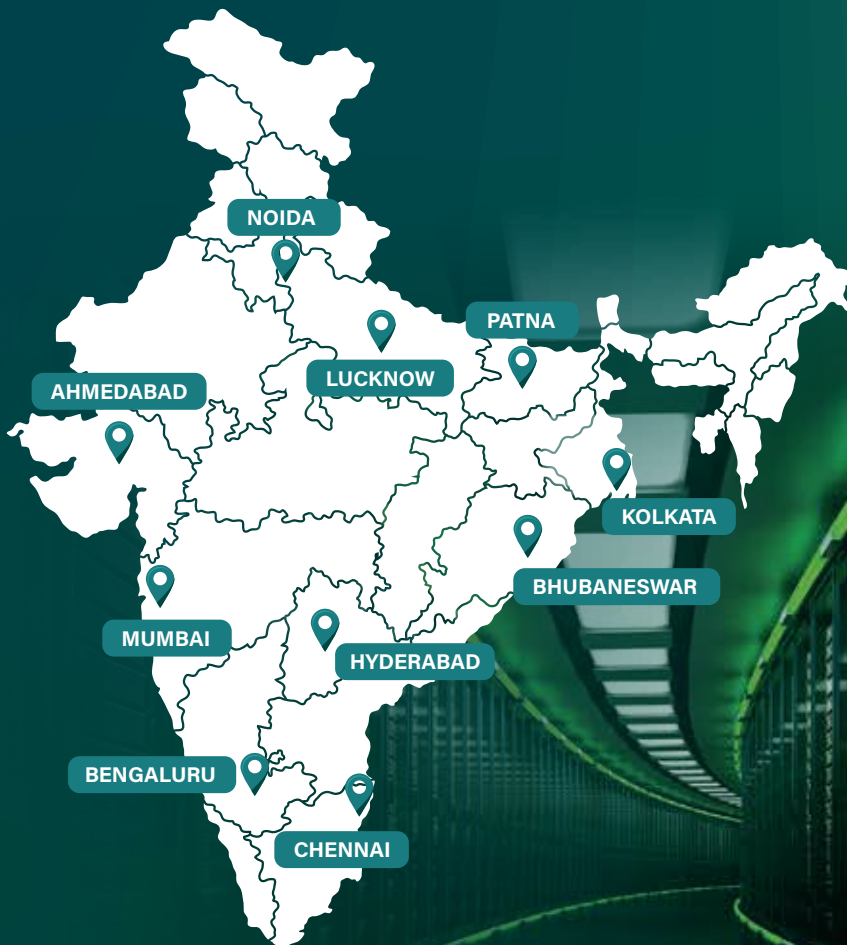 NOIDA
PATNA
LUCKNOW
AHMEDABAD
KOLKATA
BHUBANESWAR
MUMBAI
HYDERABAD
BENGALURU
CHENNAI